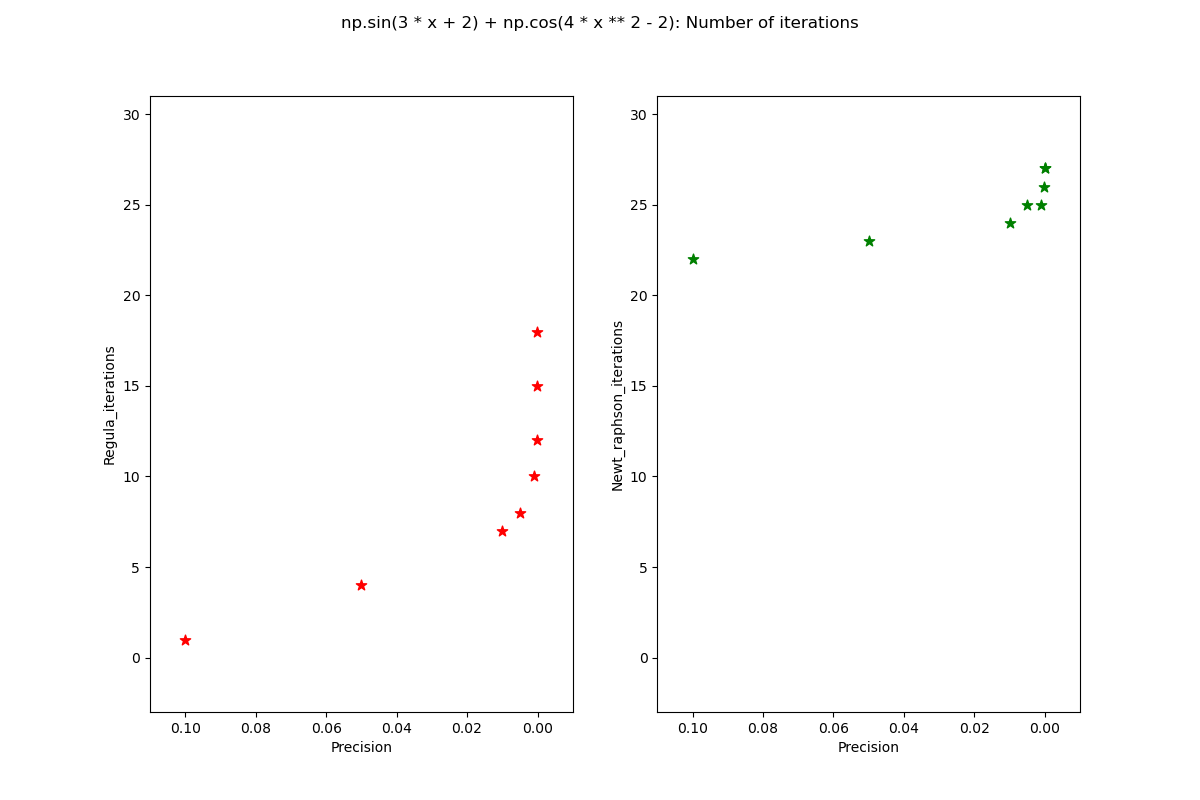 np.sin(3 * x + 2) + np.cos(4 * x ** 2 - 2): Number of iterations
30
25
20
15
10
5
0
Regula_iterations
0.10 0.08 0.06 0.04 0.02 0.00
Precision
30
25
20
15
10
5
0
Newt_raphson_iterations
0.10 0.08 0.06 0.04 0.02 0.00
Precision